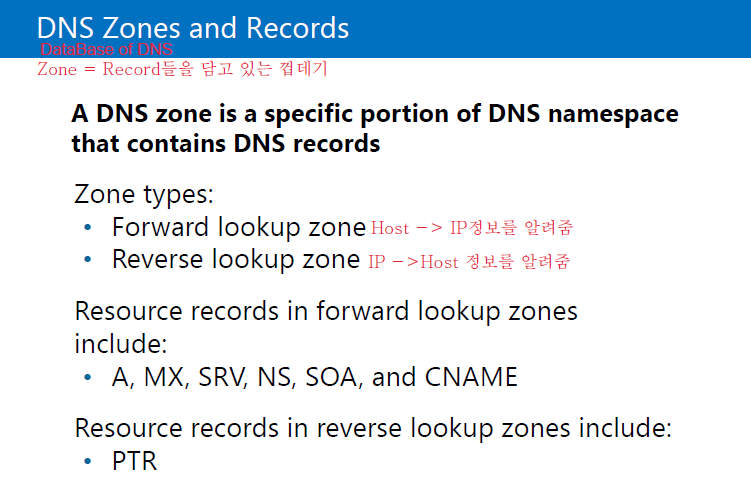 DNS Zones and Records
DataBase of DNS
Zone = Record들을 담고 있는 껍데기
A DNS zone is a specific portion of DNS namespace
that contains DNS records
Zone types:
• Forward lookup zone Host -> IP정보를 알려줌
• Reverse lookup zone IP ->Host 정보를 알려줌
Resource records in forward lookup zones
include:
• A, MX, SRV, NS, SOA, and CNAME
Resource records in reverse lookup zones include:
• PTR